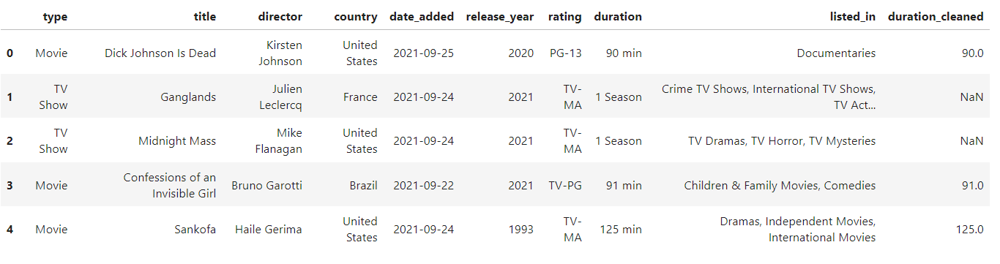 type title director country date_added release_year rating duration listed_in duration_cleaned
0 Movie Dick Johnson Is Dead Kirsten Johnson United States 2021-09-25 2020 PG-13 90 min Documentaries 90.0
1 TV Show Ganglands Julien Leclercq France 2021-09-24 2021 TV-MA 1 Season Crime TV Shows, International TV Shows, TV Act... NaN
2 TV Show Midnight Mass Mike Flanagan United States 2021-09-24 2021 TV-MA 1 Season TV Dramas, TV Horror, TV Mysteries NaN
3 Movie Confessions of an Invisible Girl Bruno Garotti Brazil 2021-09-22 2021 TV-PG 91 min Children & Family Movies, Comedies 91.0
4 Movie Sankofa Haile Gerima United States 2021-09-24 1993 TV-MA 125 min Dramas, Independent Movies, International Movies 125.0